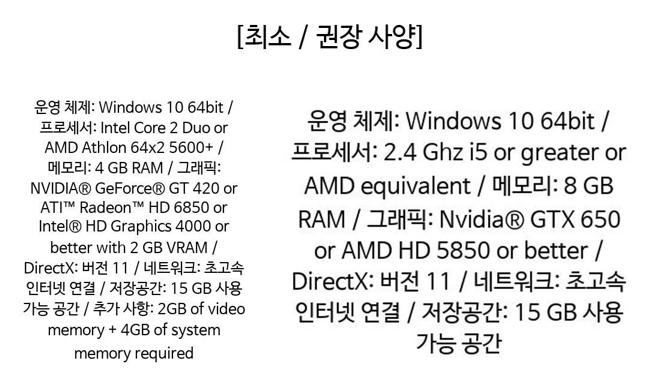 [최소 / 권장 사양]
운영 체제: Windows 10 64bit /
프로세서: Intel Core 2 Duo or
AMD Athlon 64x2 5600+ /
메모리: 4 GB RAM / 그래픽:
NVIDIA® GeForce® GT 420 or
ATI™ Radeon™ HD 6850 or
Intel® HD Graphics 4000 or
better with 2 GB VRAM /
DirectX: 버전 11 / 네트워크: 초고속
인터넷 연결 / 저장공간: 15 GB 사용
가능 공간 / 추가 사항: 2GB of video
memory + 4GB of system
memory required
운영 체제: Windows 10 64bit /
프로세서: 2.4 Ghz i5 or greater or
AMD equivalent / 메모리: 8 GB
RAM / 그래픽: Nvidia® GTX 650
or AMD HD 5850 or better /
DirectX: 버전 11 / 네트워크: 초고속
인터넷 연결 / 저장공간: 15 GB 사용
가능 공간